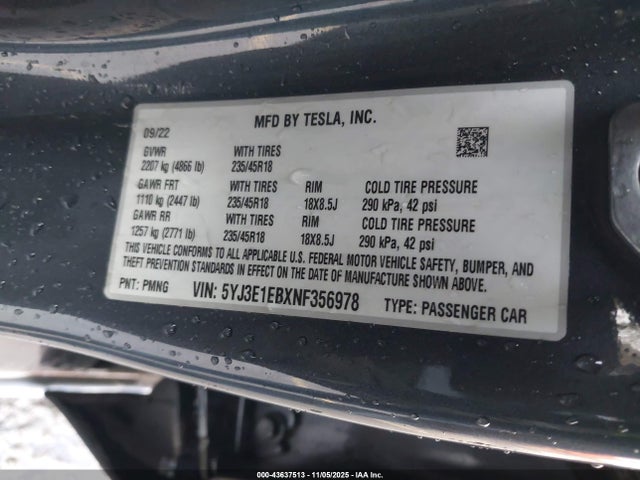 MFD BY TESLA, INC.
09/22
GVWR WITH TIRES
2207 kg (4866 lb) 235/45R18
GAWR FRT WITH TIRES RIM COLD TIRE PRESSURE
1110 kg (2447 lb) 235/45R18 18X8.5J 290 kPa, 42 psi
GAWR RR WITH TIRES RIM COLD TIRE PRESSURE
1257 kg (2771 lb) 235/45R18 18X8.5J 290 kPa, 42 psi
THIS VEHICLE CONFORMS TO ALL APPLICABLE U.S. FEDERAL MOTOR VEHICLE SAFETY, BUMPER, AND
THEFT PREVENTION STANDARDS IN EFFECT ON THE DATE OF MANUFACTURE SHOWN ABOVE.
PNT: PMNG VIN: 5YJ3E1EBXNF356978 TYPE: PASSENGER CAR
000-43637513 - 11/05/2025 - IAA Inc.